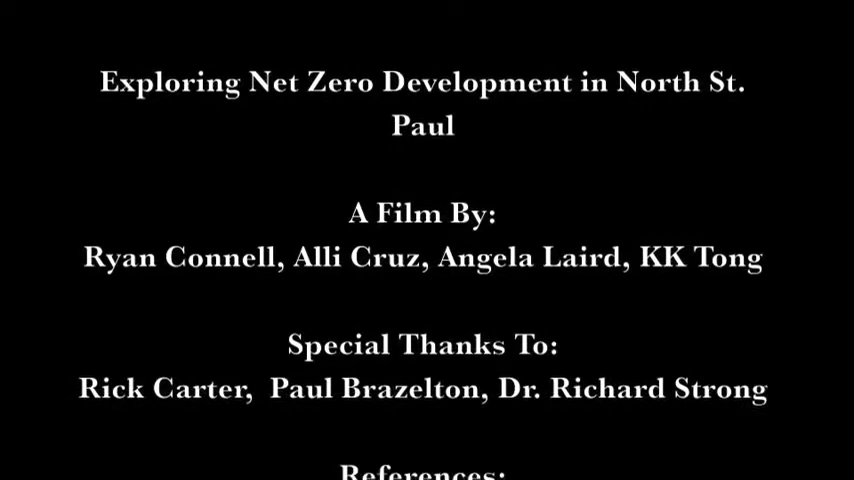 Exploring Net Zero Development in North St.
Paul
A Film By:
Ryan Connell, Alli Cruz, Angela Laird, KK Tong
Special Thanks To:
Rick Carter,  Paul Brazelton, Dr. Richard Strong
References: